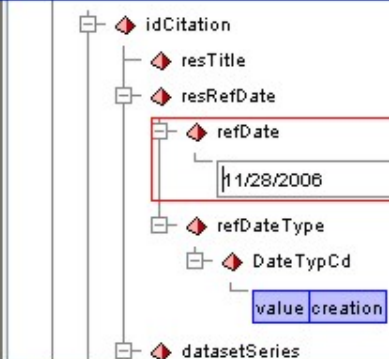 idCitation
resTitle
resRefDate
refDate
11/28/2006
refDateType
DateTypCd
value creation
datasetSeries